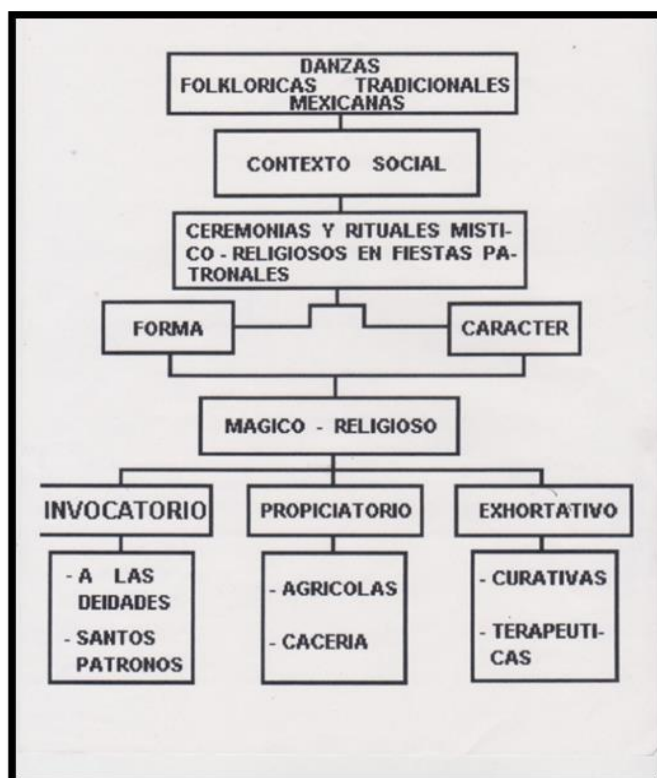 DANZAS
FOLKLORICAS TRADICIONALES
MEXICANAS
CONTEXTO SOCIAL
CEREMONIAS Y RITUALES MISTI-
CO - RELIGIOSOS EN FIESTAS PA-
TRONALES
FORMA
CARACTER
MAGICO - RELIGIOSO
INVOCATORIO
PROPICIATORIO
EXHORTATIVO
- A LAS
DEIDADES
- SANTOS
PATRONOS
- AGRICOLAS
- CACERIA
- CURATIVAS
- TERAPEUTI-
CAS